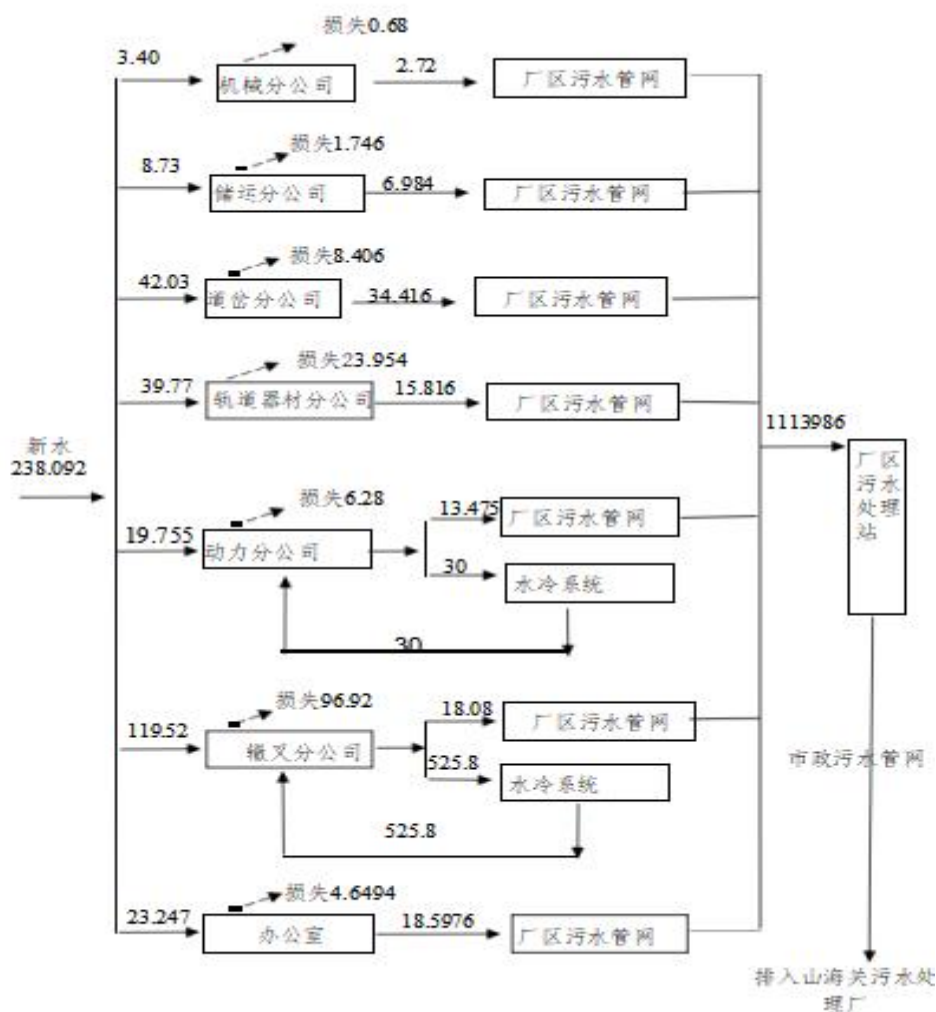 损失0.68
3.40
机械分公司
2.72
厂区污水管网
损失1.746
8.73
储运分公司
6.984
厂区污水管网
损失8.406
42.03
道岔分公司
34.416
厂区污水管网
损失23.954
39.77
轨道器材分公司
15.816
厂区污水管网
新水
238.092
1113986
厂区
污水
处理
站
损失6.28
19.755
动力分公司
13.475
厂区污水管网
30
水冷系统
30
损失96.92
119.52
辙叉分公司
18.08
厂区污水管网
525.8
水冷系统
525.8
市政污水管网
损失4.6494
23.247
办公室
18.5976
厂区污水管网
排入山海关污水处
理厂